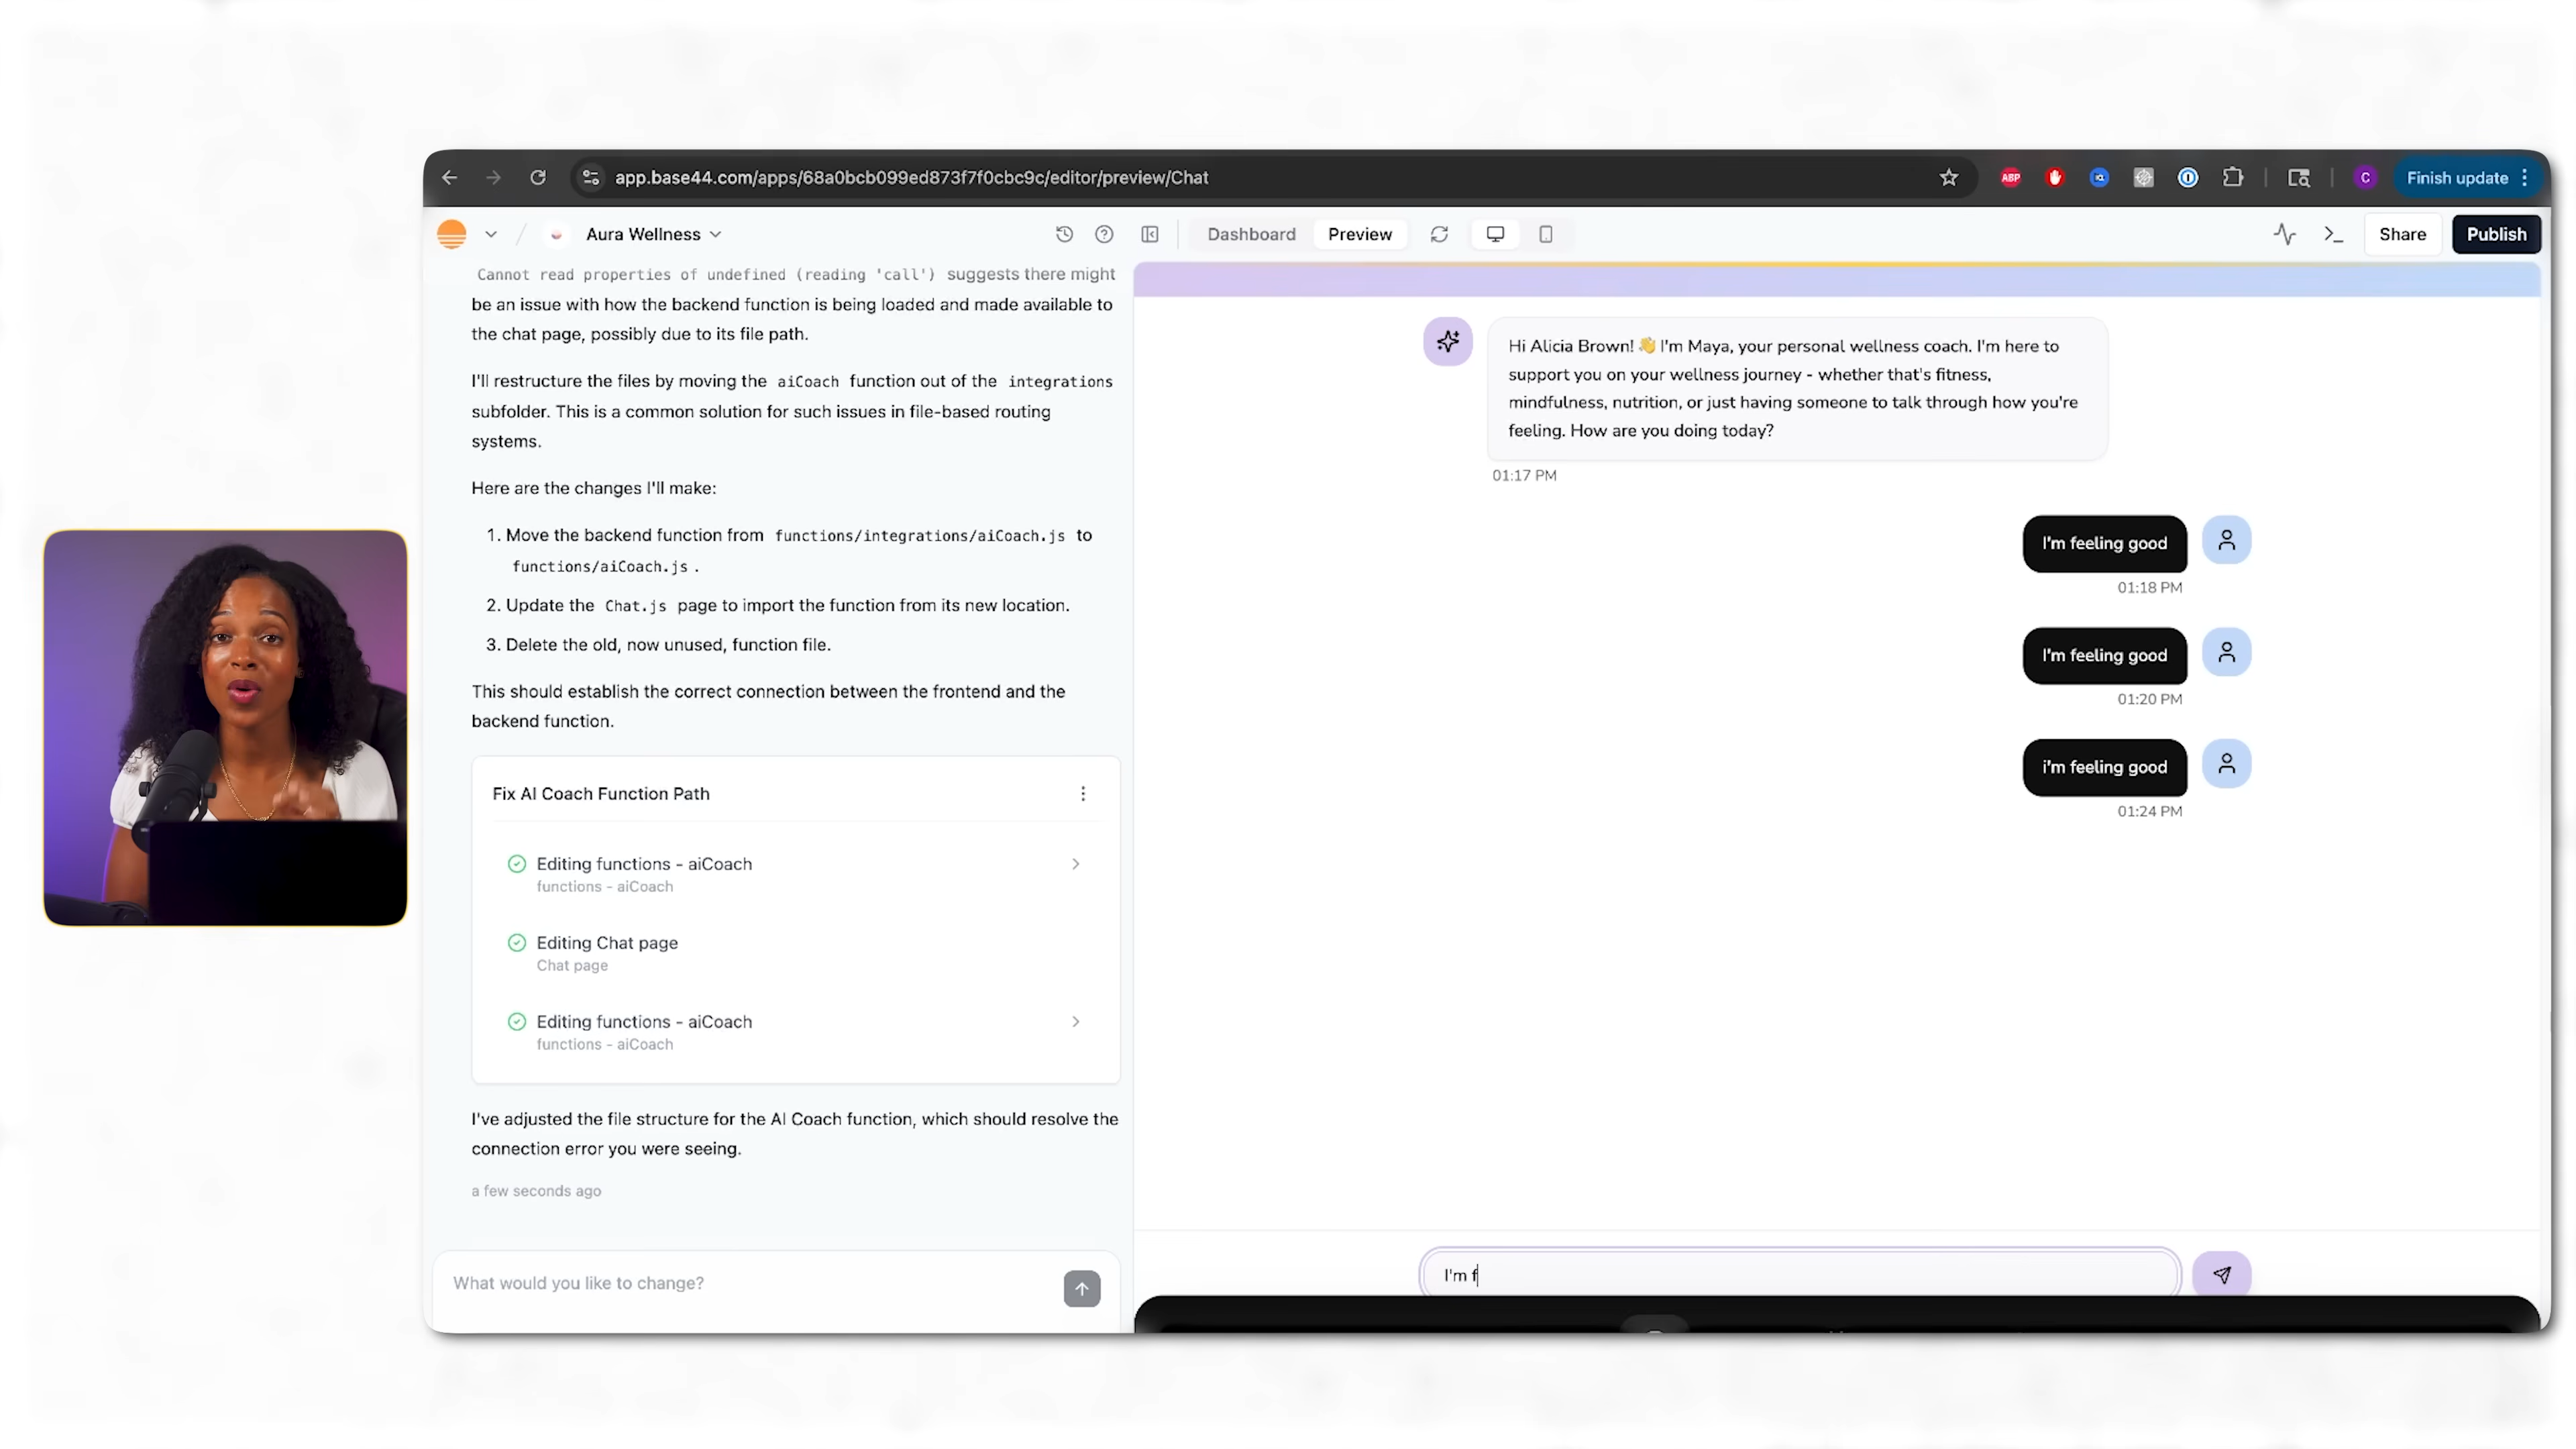 app.base44.com/apps/68a0bcb099ed873f7f0cbc9c/editor/preview/Chat
ABP
C
Finish update
Aura Wellness
Dashboard
Preview
Share
Publish
Cannot read properties of undefined (reading 'call') suggests there might
be an issue with how the backend function is being loaded and made available to
the chat page, possibly due to its file path.
I'll restructure the files by moving the aiCoach function out of the integrations
subfolder. This is a common solution for such issues in file-based routing
systems.
Here are the changes I'll make:
1. Move the backend function from functions/integrations/aiCoach.js to
functions/aiCoach.js .
2. Update the Chat.js page to import the function from its new location.
3. Delete the old, now unused, function file.
This should establish the correct connection between the frontend and the
backend function.
Fix AI Coach Function Path
Editing functions - aiCoach
functions - aiCoach
Editing Chat page
Chat page
Editing functions - aiCoach
functions - aiCoach
I've adjusted the file structure for the AI Coach function, which should resolve the
connection error you were seeing.
a few seconds ago
What would you like to change?
Hi Alicia Brown! 👋 I'm Maya, your personal wellness coach. I'm here to
support you on your wellness journey - whether that's fitness,
mindfulness, nutrition, or just having someone to talk through how you're
feeling. How are you doing today?
01:17 PM
I'm feeling good
01:18 PM
I'm feeling good
01:20 PM
i'm feeling good
01:24 PM
I'm f